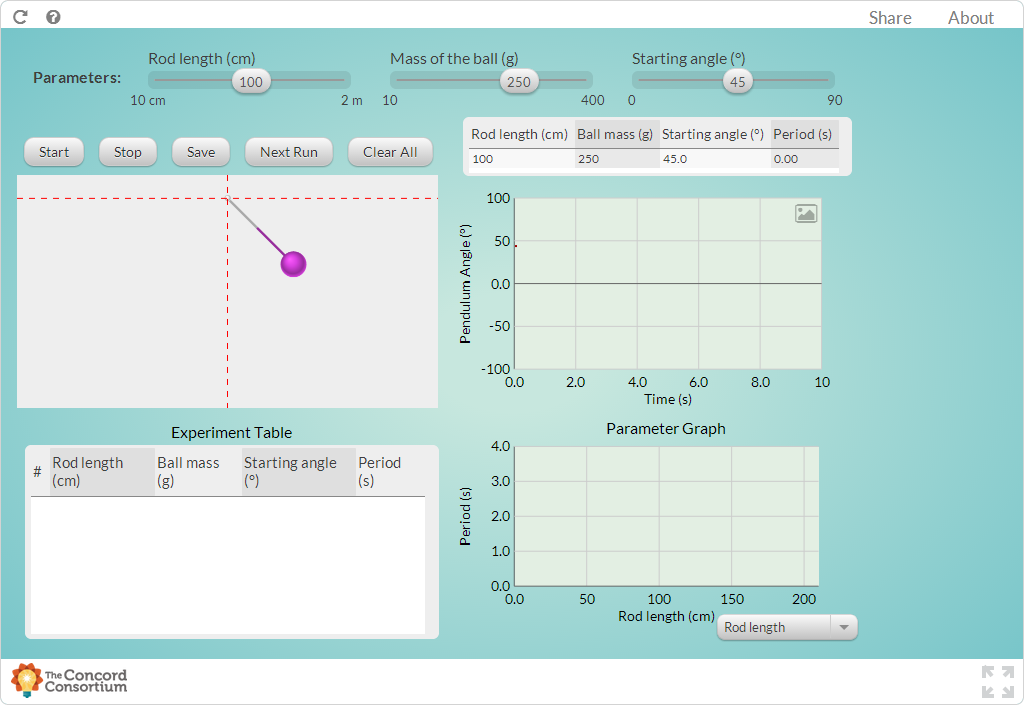 Share About
Parameters:
Rod length (cm)
100
10 cm 2 m
Mass of the ball (g)
250
10 400
Starting angle (°)
45
0 90
Start Stop Save Next Run Clear All
Rod length (cm) Ball mass (g) Starting angle (°) Period (s)
100 250 45.0 0.00
Pendulum Angle (°)
100
50
0.0
-50
-100
0.0 2.0 4.0 6.0 8.0 10
Time (s)
Experiment Table
# Rod length (cm) Ball mass (g) Starting angle (°) Period (s)
Parameter Graph
Period (s)
4.0
3.0
2.0
1.0
0.0
0.0 50 100 150 200
Rod length (cm)
Rod length
The Concord
Consortium